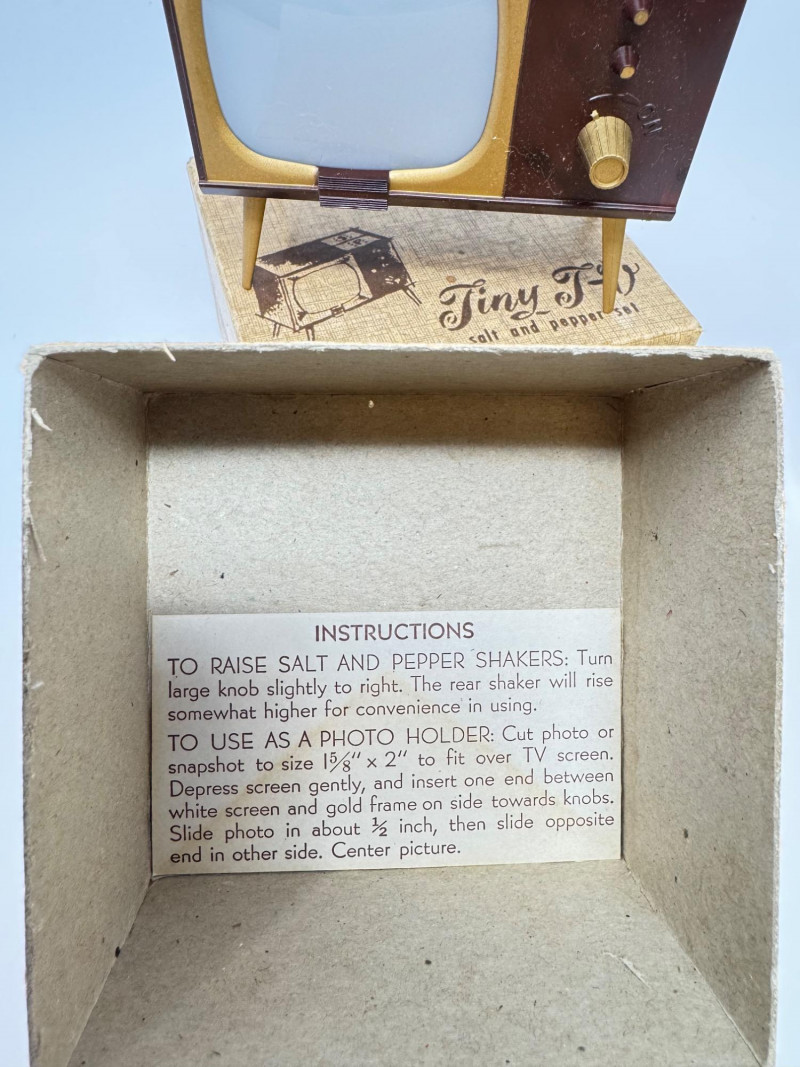 ON
Tiny T-V
salt and pepper set
INSTRUCTIONS
TO RAISE SALT AND PEPPER SHAKERS: Turn
large knob slightly to right. The rear shaker will rise
somewhat higher for convenience in using.
TO USE AS A PHOTO HOLDER: Cut photo or
snapshot to size 1⅝" x 2" to fit over TV screen.
Depress screen gently, and insert one end between
white screen and gold frame on side towards knobs.
Slide photo in about ½ inch, then slide opposite
end in other side. Center picture.